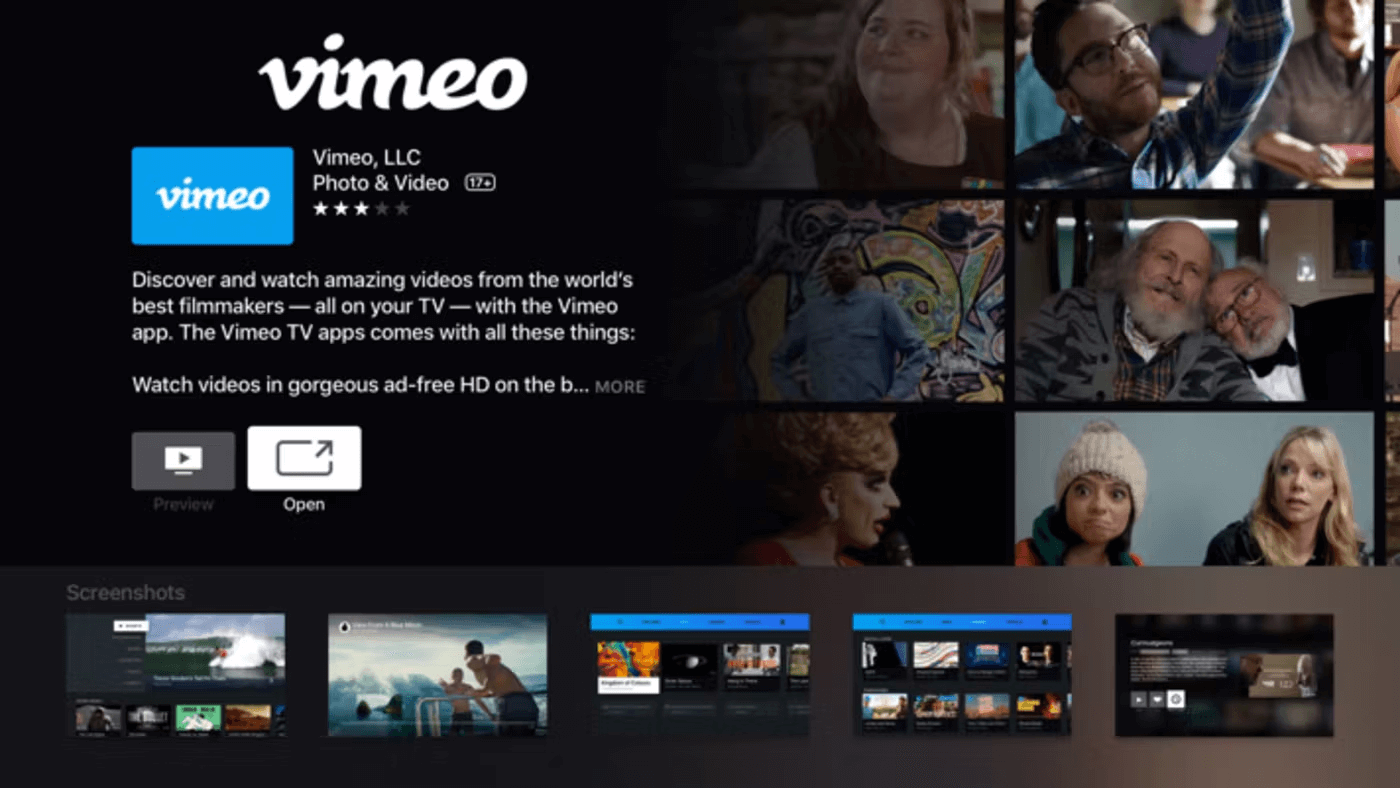 vimeo
vimeo
Vimeo, LLC
Photo & Video 17+
Discover and watch amazing videos from the world's
best filmmakers — all on your TV — with the Vimeo
app. The Vimeo TV apps comes with all these things:
Watch videos in gorgeous ad-free HD on the b... MORE
Preview
Open
Screenshots